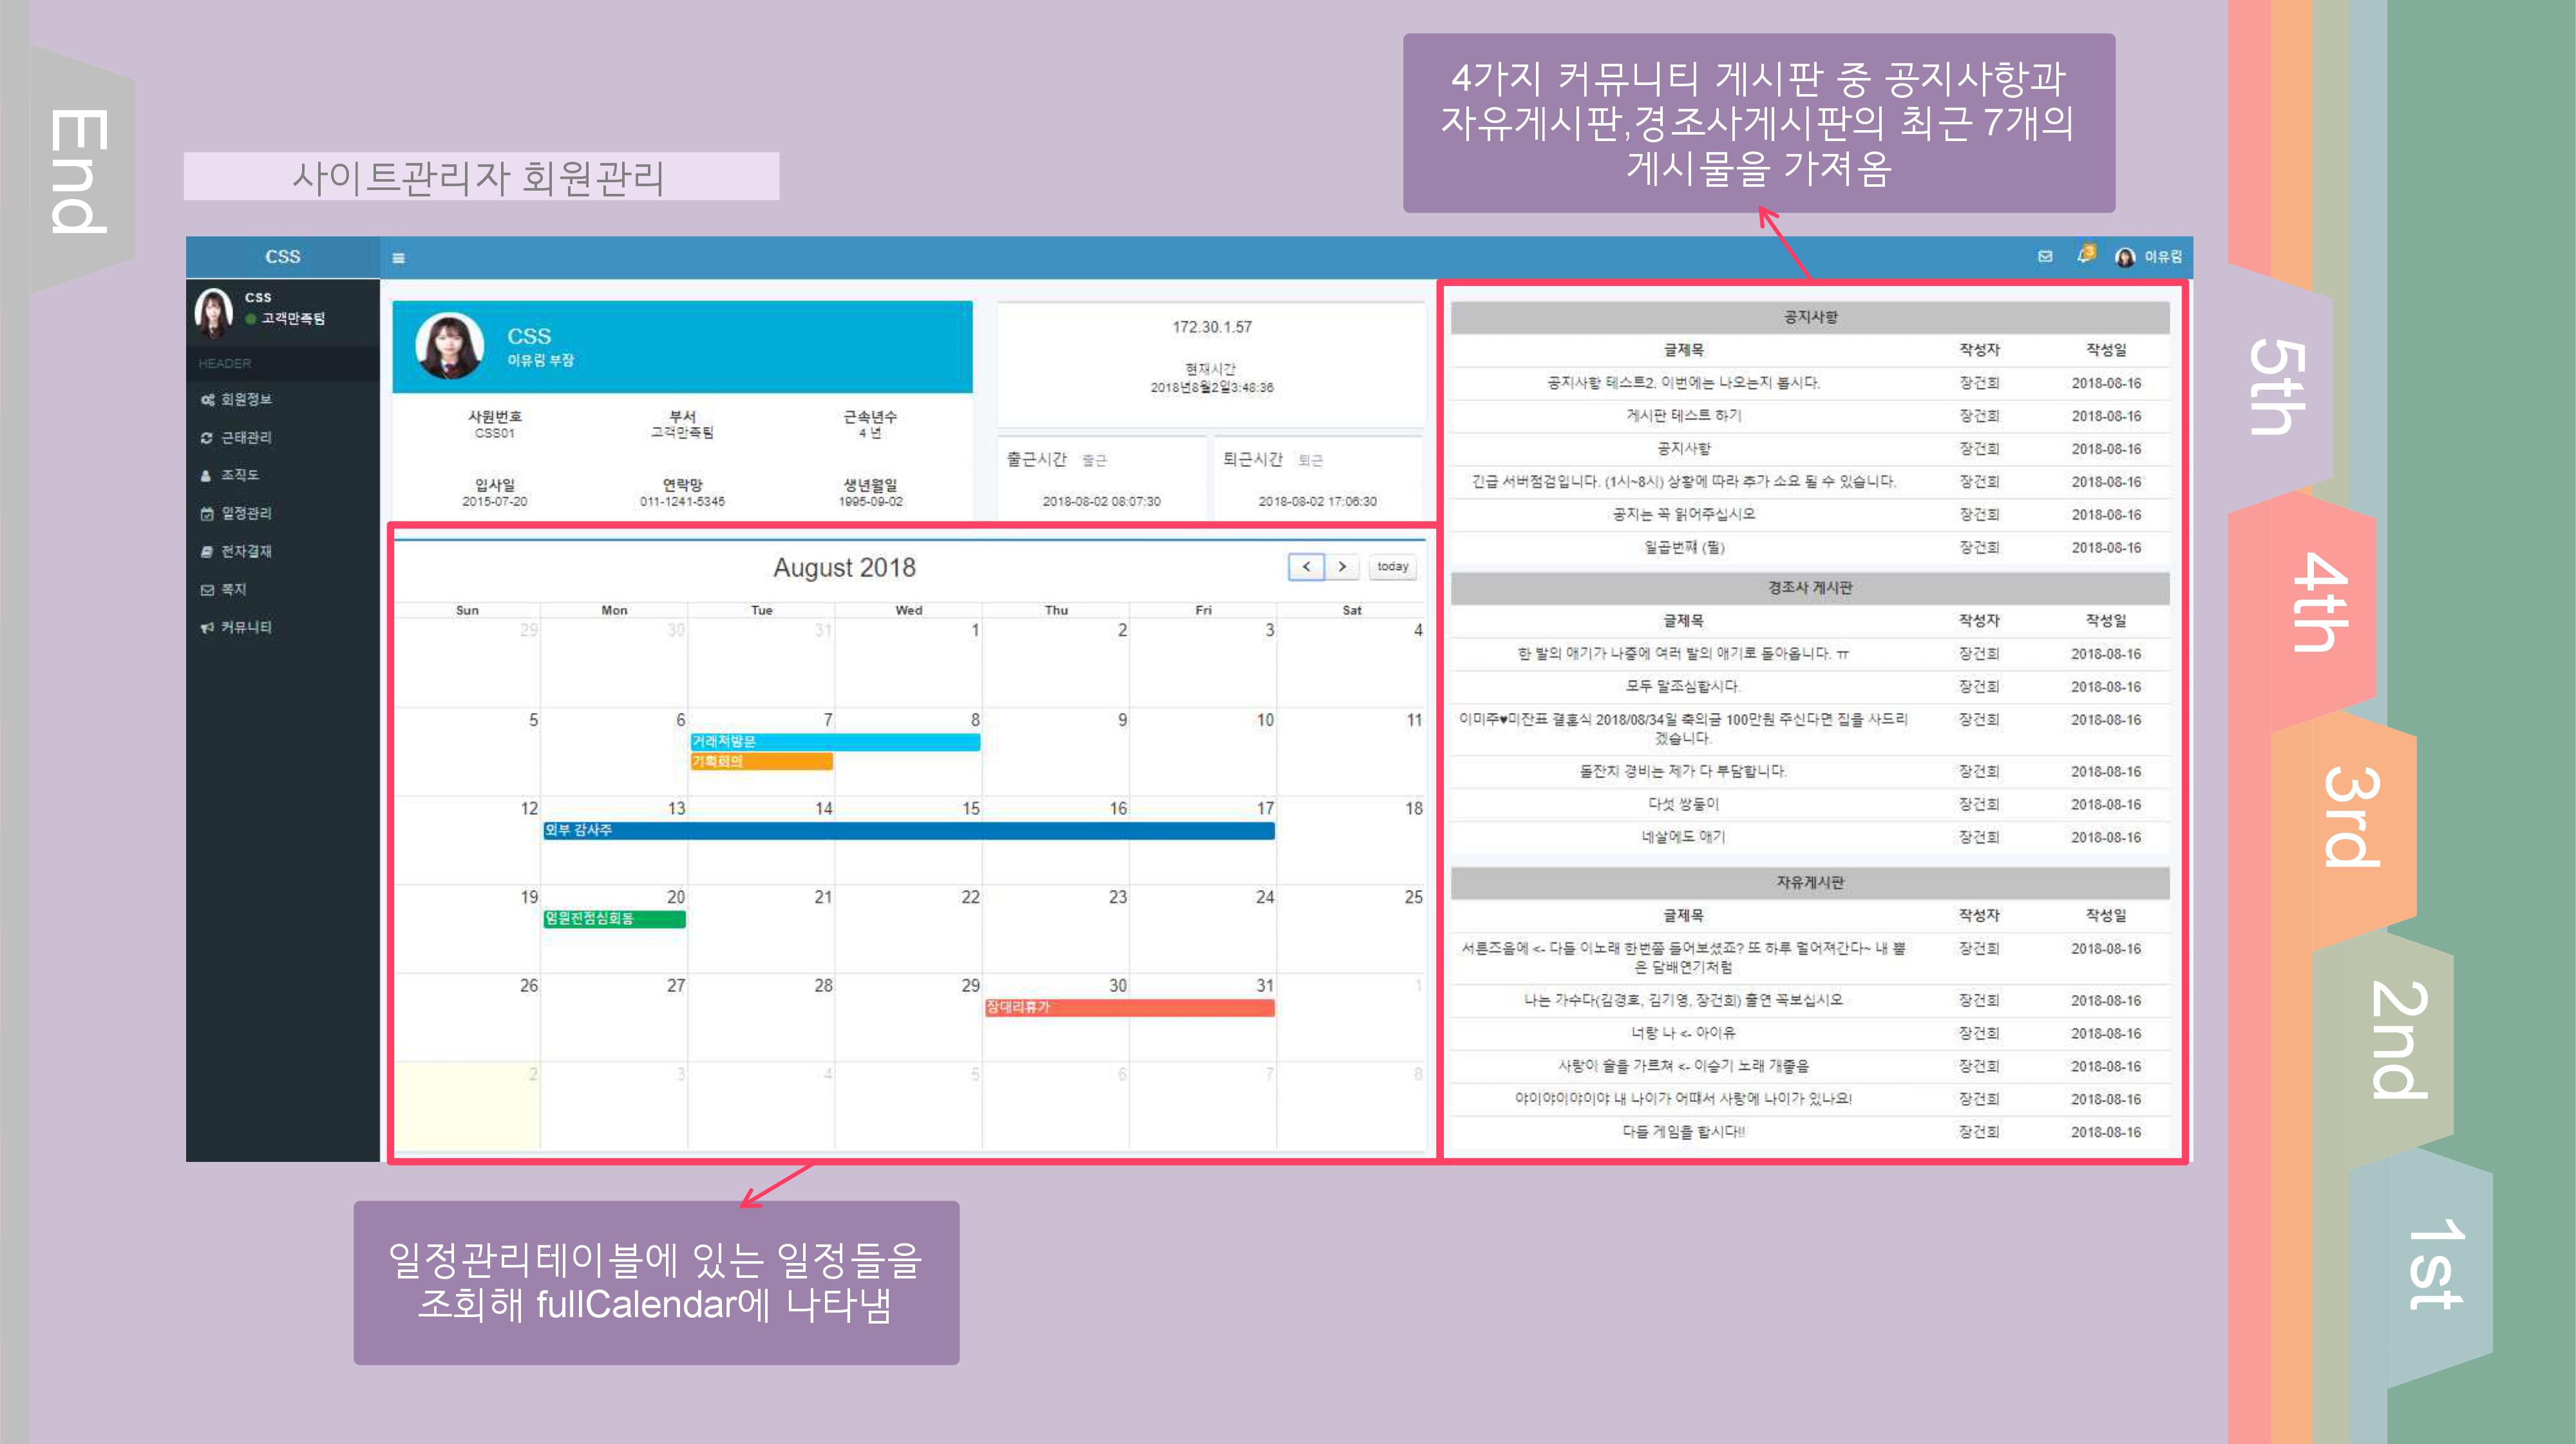 End
사이트관리자 회원관리
4가지 커뮤니티 게시판 중 공지사항과
자유게시판,경조사게시판의 최근 7개의
게시물을 가져옴
CSS
3
이유림
CSS
고객만족팀
HEADER
회원정보
근태관리
조직도
일정관리
전자결재
쪽지
커뮤니티
CSS
이유림 부장
사원번호 부서 근속년수
CSS01 고객만족팀 4 년
입사일 연락망 생년월일
2015-07-20 011-1241-5345 1995-09-02
172.30.1.57
현재시간
2018년8월2일3:48:36
출근시간 출근 퇴근시간 퇴근
2018-08-02 08:07:30 2018-08-02 17:06:30
August 2018
today
Sun Mon Tue Wed Thu Fri Sat
29 30 31 1 2 3 4
5 6 7 8 9 10 11
거래처방문
기획회의
12 13 14 15 16 17 18
외부 감사주
19 20 21 22 23 24 25
임원진점심회동
26 27 28 29 30 31 1
장대리휴가
2 3 4 5 6 7 8
공지사항
글제목 작성자 작성일
공지사항 테스트2. 이번에는 나오는지 봅시다. 장건희 2018-08-16
게시판 테스트 하기 장건희 2018-08-16
공지사항 장건희 2018-08-16
긴급 서버점검입니다. (1시~8시) 상황에 따라 추가 소요 될 수 있습니다. 장건희 2018-08-16
공지는 꼭 읽어주십시오 장건희 2018-08-16
일곱번째 (찔) 장건희 2018-08-16
경조사 게시판
글제목 작성자 작성일
한 발의 얘기가 나중에 여러 발의 얘기로 돌아옵니다. ㅠ 장건희 2018-08-16
모두 말조심합시다. 장건희 2018-08-16
이미주♥미잔표 결혼식 2018/08/34일 축의금 100만원 주신다면 집을 사드리 장건희 2018-08-16
겠습니다.
돌잔치 경비는 제가 다 부담합니다. 장건희 2018-08-16
다섯 쌍둥이 장건희 2018-08-16
네살에도 애기 장건희 2018-08-16
자유게시판
글제목 작성자 작성일
서른즈음에 <- 다들 이노래 한번쯤 들어보셨죠? 또 하루 멀어져간다~ 내 뿜 장건희 2018-08-16
은 담배연기처럼
나는 가수다(김경호, 김기영, 장건희) 출연 꼭보십시오 장건희 2018-08-16
너랑 나 <- 아이유 장건희 2018-08-16
사랑이 술을 가르쳐 <- 이승기 노래 개좋음 장건희 2018-08-16
야이야이야이야 내 나이가 어때서 사랑에 나이가 있나요! 장건희 2018-08-16
다들 게임을 합시다!! 장건희 2018-08-16
일정관리테이블에 있는 일정들을
조회해 fullCalendar에 나타냄
5th
4th
3rd
2nd
1st